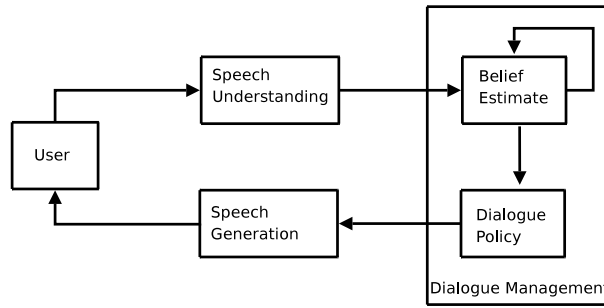 Speech
Understanding
Belief
Estimate
User
Speech
Generation
Dialogue
Policy
Dialogue Management